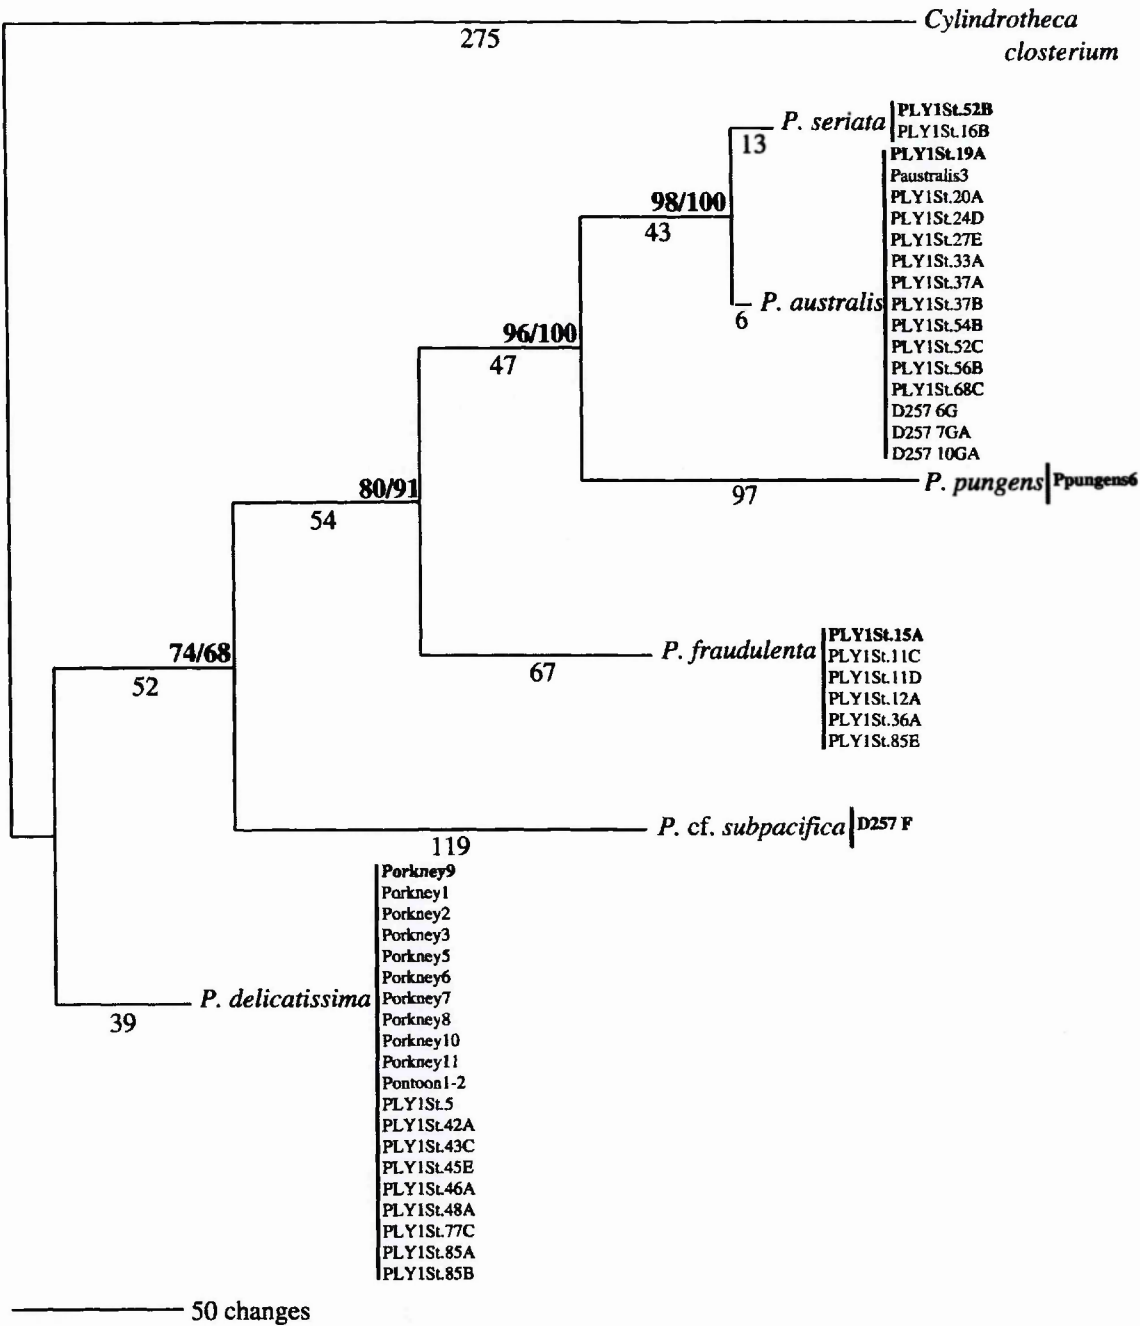 Cylindrotheca
closterium
275
P. seriata
PLY1St.52B
PLY1St.16B
13
PLY1St.19A
Paustralis3
PLY1St.20A
PLY1St.24D
PLY1St.27E
PLY1St.33A
PLY1St.37A
PLY1St.37B
PLY1St.54B
PLY1St.52C
PLY1St.56B
PLY1St.68C
D257 6G
D257 7GA
D257 10GA
98/100
43
P. australis
6
96/100
47
P. pungens
Ppungens6
97
80/91
54
P. fraudulenta
67
PLY1St.15A
PLY1St.11C
PLY1St.11D
PLY1St.12A
PLY1St.36A
PLY1St.85E
74/68
52
P. cf. subpacifica
D257 F
119
P. delicatissima
39
Porkney9
Porkney1
Porkney2
Porkney3
Porkney5
Porkney6
Porkney7
Porkney8
Porkney10
Porkney11
Pontoon1-2
PLY1St.5
PLY1St.42A
PLY1St.43C
PLY1St.45E
PLY1St.46A
PLY1St.48A
PLY1St.77C
PLY1St.85A
PLY1St.85B
50 changes